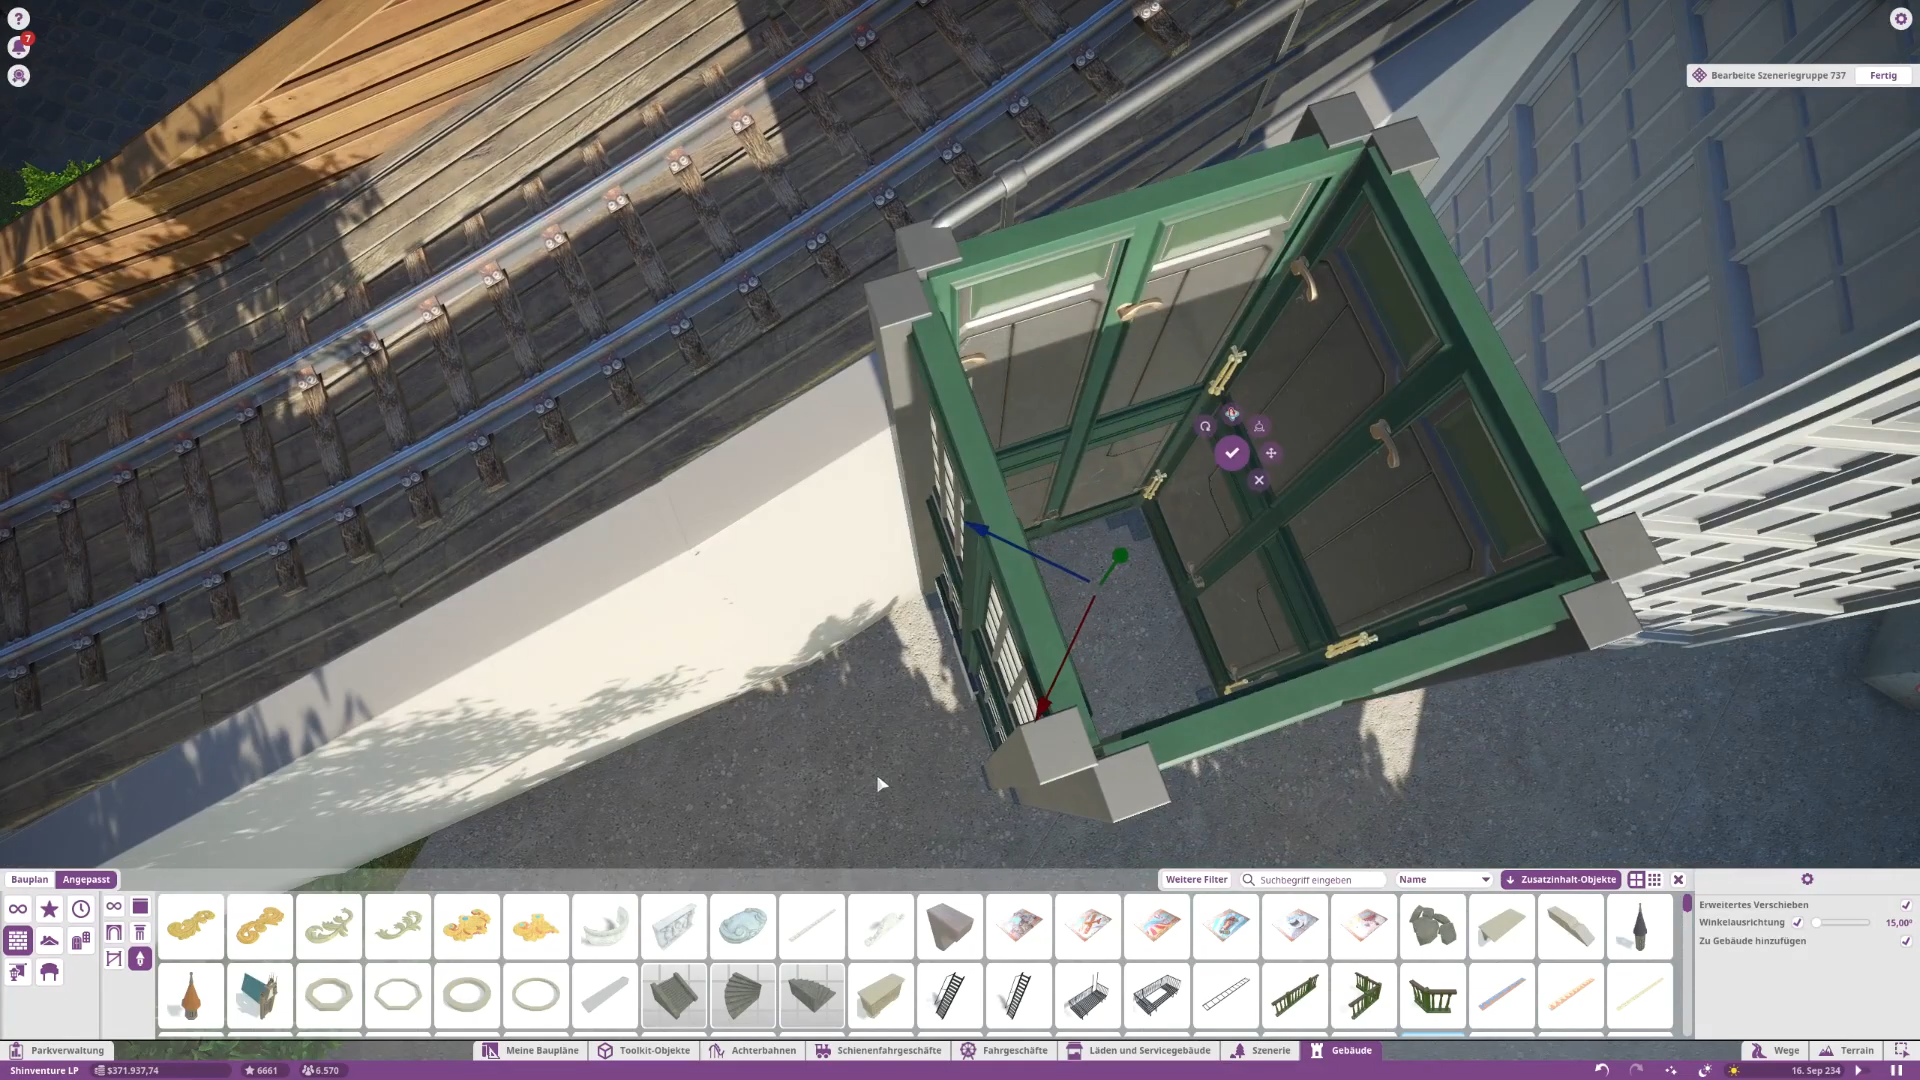 ?
7
Bearbeite Szeneriegruppe 737
Fertig
Bauplan
Angepasst
Weitere Filter
Suchbegriff eingeben
Name
Zusatzinhalt-Objekte
Erweitertes Verschieben
Winkelausrichtung
15,00°
Zu Gebäude hinzufügen
Parkverwaltung
Meine Baupläne
Toolkit-Objekte
Achterbahnen
Schienenfahrgeschäfte
Fahrgeschäfte
Läden und Servicegebäude
Szenerie
Gebäude
Wege
Terrain
Shinventure LP
$371.937,74
6661
6.570
16. Sep 234